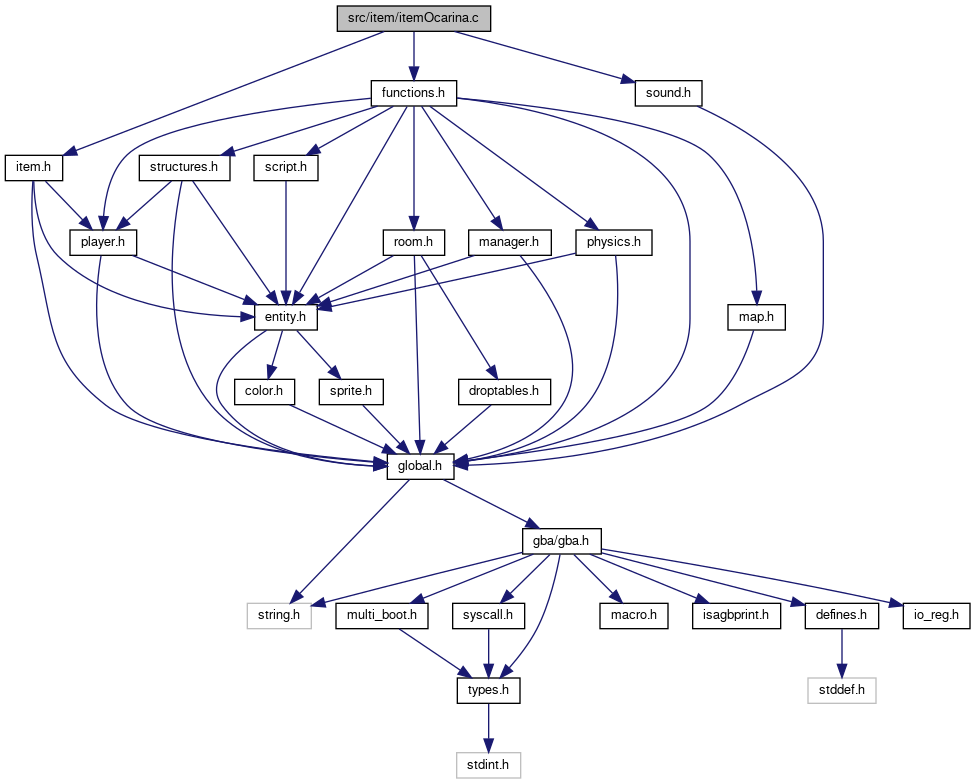 src/item/itemOcarina.c
functions.h
sound.h
item.h
structures.h
script.h
player.h
room.h
manager.h
physics.h
entity.h
map.h
color.h
sprite.h
droptables.h
global.h
gba/gba.h
string.h
multi_boot.h
syscall.h
macro.h
isagbprint.h
defines.h
io_reg.h
types.h
stddef.h
stdint.h